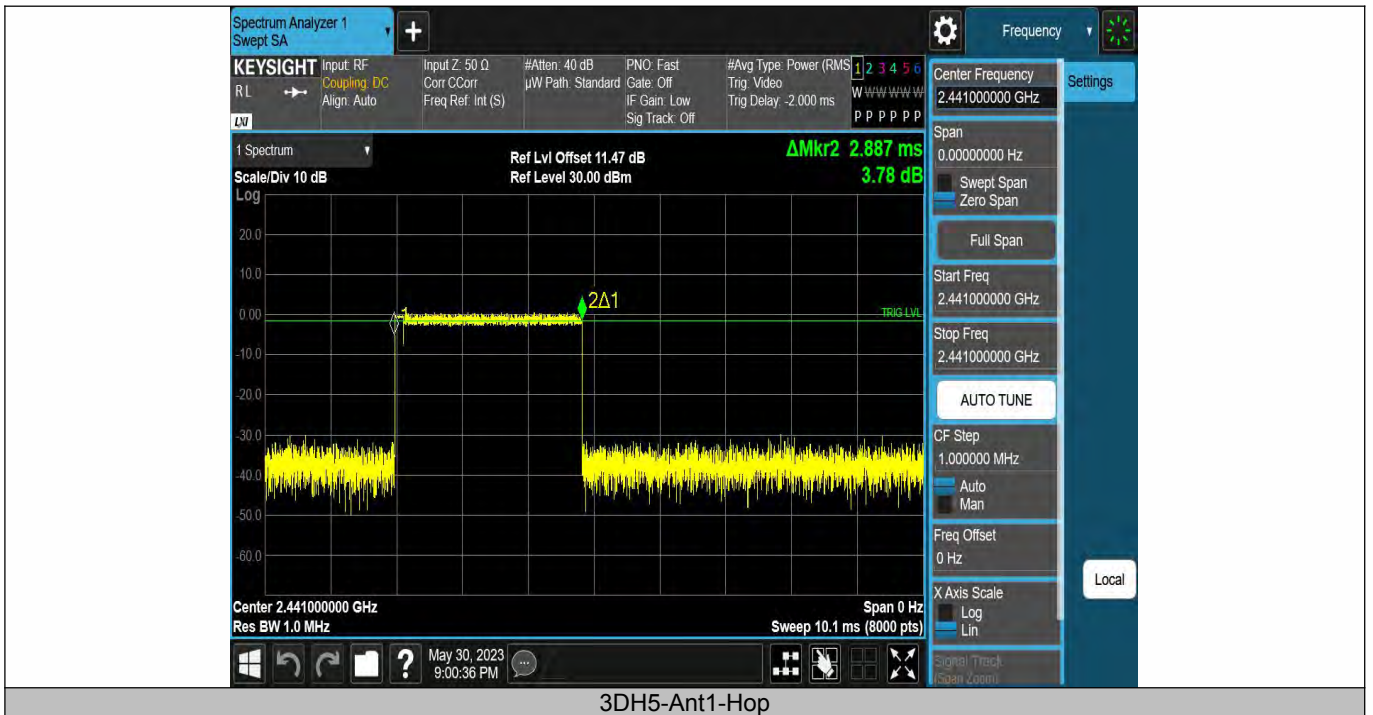 Spectrum Analyzer 1
Swept SA
+
Frequency
KEYSIGHT
RL
LXI
Input: RF
Coupling: DC
Align: Auto
Input Z: 50 Ω
Corr CCorr
Freq Ref: Int (S)
#Atten: 40 dB
µW Path: Standard
PNO: Fast
Gate: Off
IF Gain: Low
Sig Track: Off
#Avg Type: Power (RMS
Trig: Video
Trig Delay: -2.000 ms
1 2 3 4 5 6
W W W W W W
P P P P P P
1 Spectrum
Scale/Div 10 dB
Log
Ref Lvl Offset 11.47 dB
Ref Level 30.00 dBm
ΔMkr2 2.887 ms
3.78 dB
20.0
10.0
0.00
-10.0
-20.0
-30.0
-40.0
-50.0
-60.0
1
2Δ1
TRIG LVL
Center 2.441000000 GHz
Res BW 1.0 MHz
Span 0 Hz
Sweep 10.1 ms (8000 pts)
Center Frequency
2.441000000 GHz
Settings
Span
0.00000000 Hz
Swept Span
Zero Span
Full Span
Start Freq
2.441000000 GHz
Stop Freq
2.441000000 GHz
AUTO TUNE
CF Step
1.000000 MHz
Auto
Man
Freq Offset
0 Hz
Local
X Axis Scale
Log
Lin
Signal Track
(Span Zoom)
?
May 30, 2023
9:00:36 PM
3DH5-Ant1-Hop